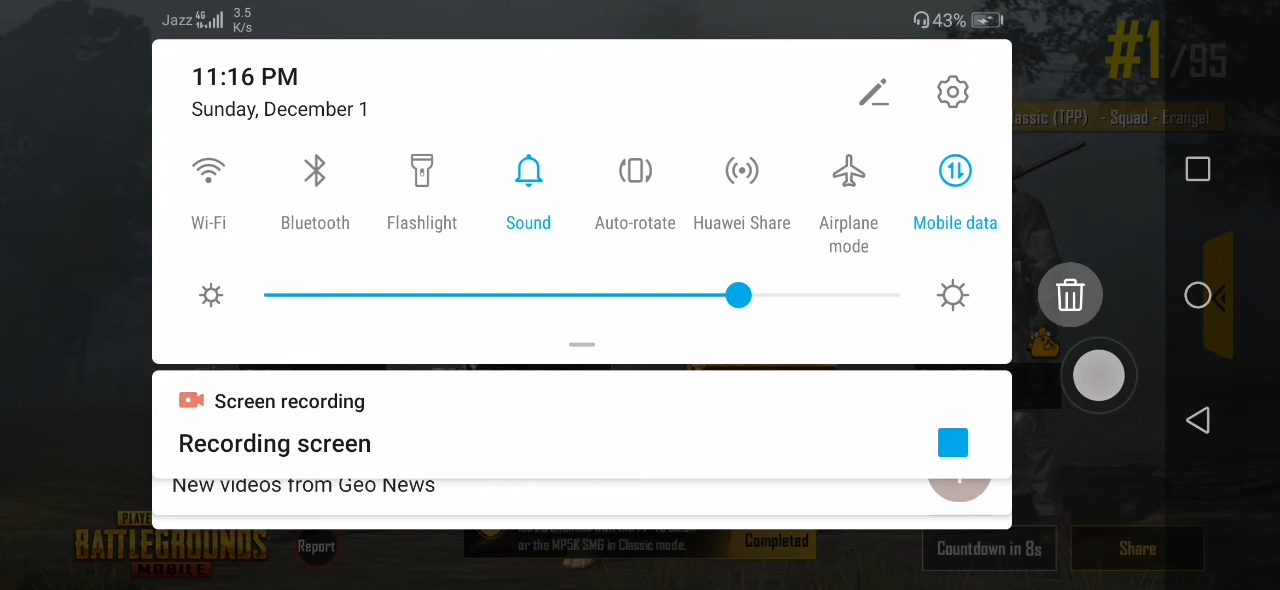 Jazz 4G 3.5 K/s 43%
#1/95
11:16 PM
Sunday, December 1
assic (TPP) - Squad - Erangel
Wi-Fi Bluetooth Flashlight Sound Auto-rotate Huawei Share Airplane mode Mobile data
Screen recording
Recording screen
New videos from Geo News
PLAYE
BATTLEGROUNDS
MOBILE
Report
or the MP5K SMG in Classic mode.
Completed
Countdown in 8s
Share